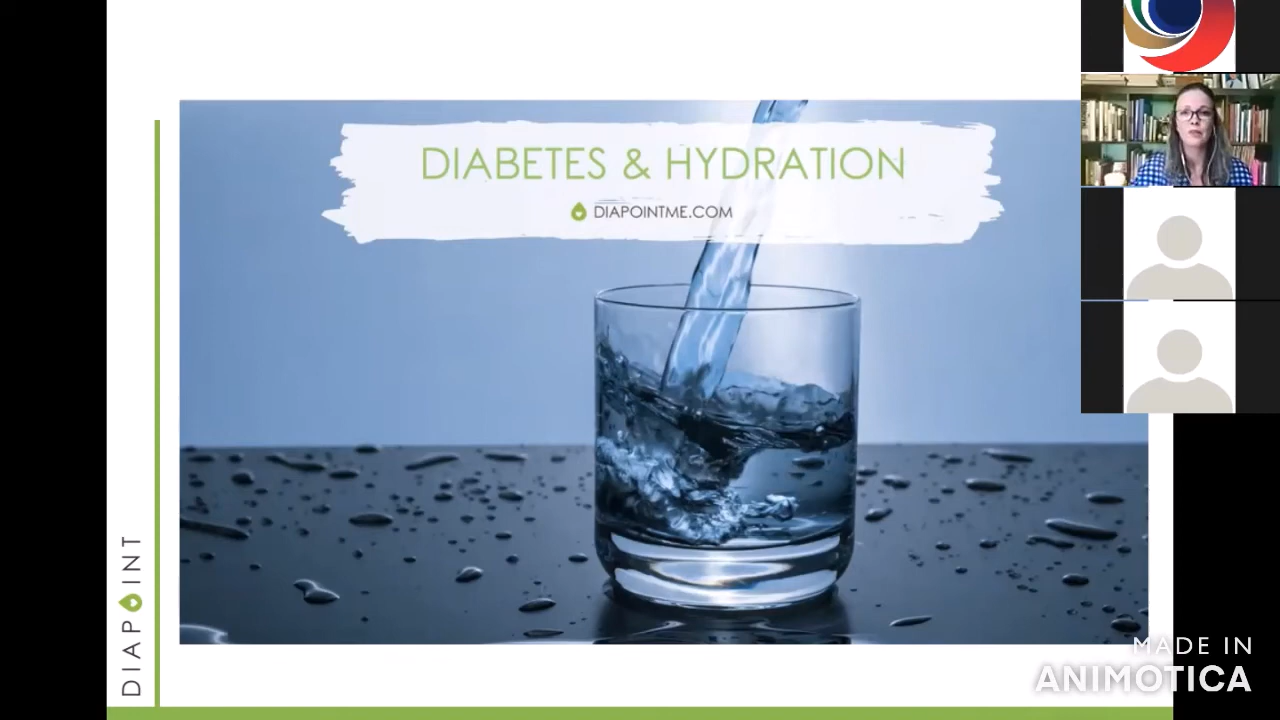 DIABETES & HYDRATION
DIAPOINTME.COM
DIAPOINT
MADE IN
ANIMOTICA